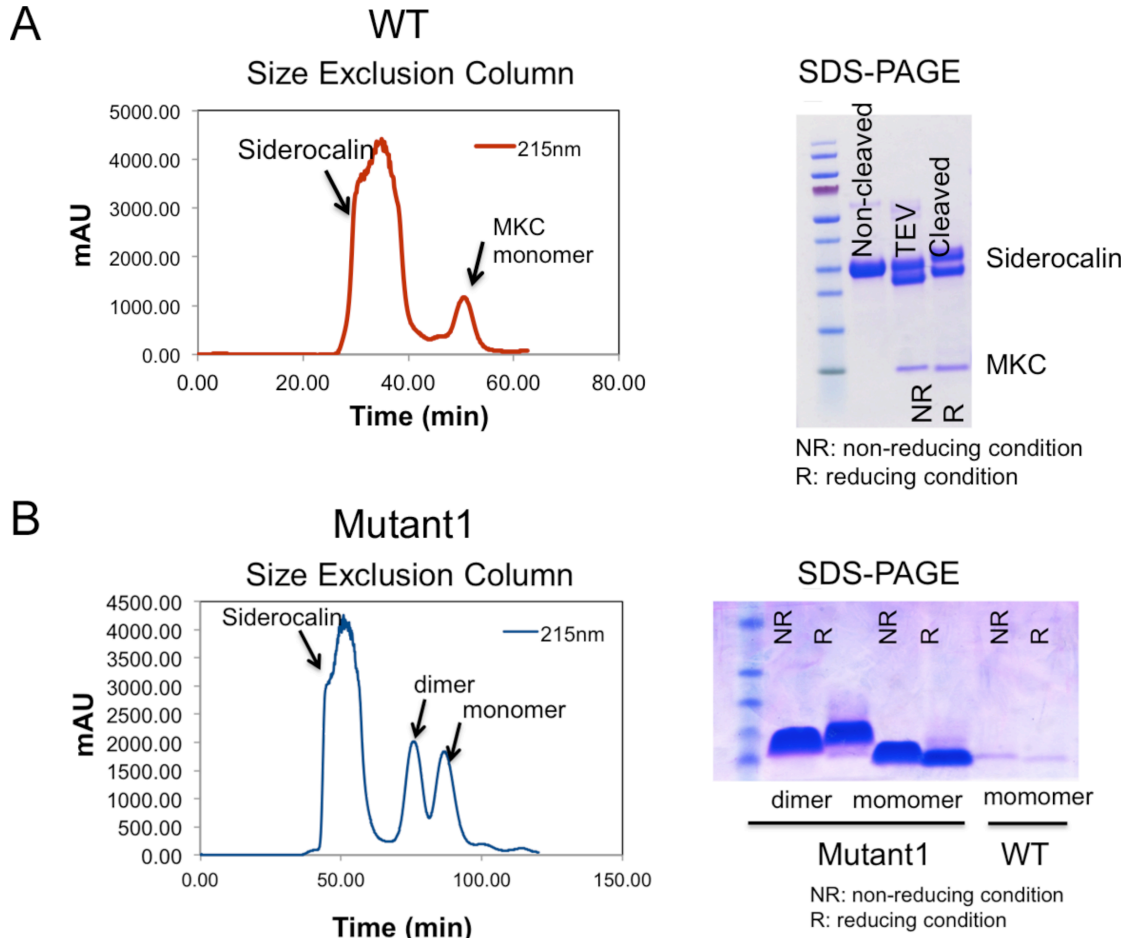 A
WT
Size Exclusion Column
5000.00
4000.00
3000.00
2000.00
1000.00
0.00
mAU
Siderocalin
215nm
MKC
monomer
0.00 20.00 40.00 60.00 80.00
Time (min)
SDS-PAGE
Non-cleaved
TEV
Cleaved
Siderocalin
MKC
NR
R
NR: non-reducing condition
R: reducing condition
B
Mutant1
Size Exclusion Column
4500.00
4000.00
3500.00
3000.00
2500.00
2000.00
1500.00
1000.00
500.00
0.00
mAU
Siderocalin
215nm
dimer
monomer
0.00 50.00 100.00 150.00
Time (min)
SDS-PAGE
NR R NR R NR R
dimer momomer momomer
Mutant1 WT
NR: non-reducing condition
R: reducing condition